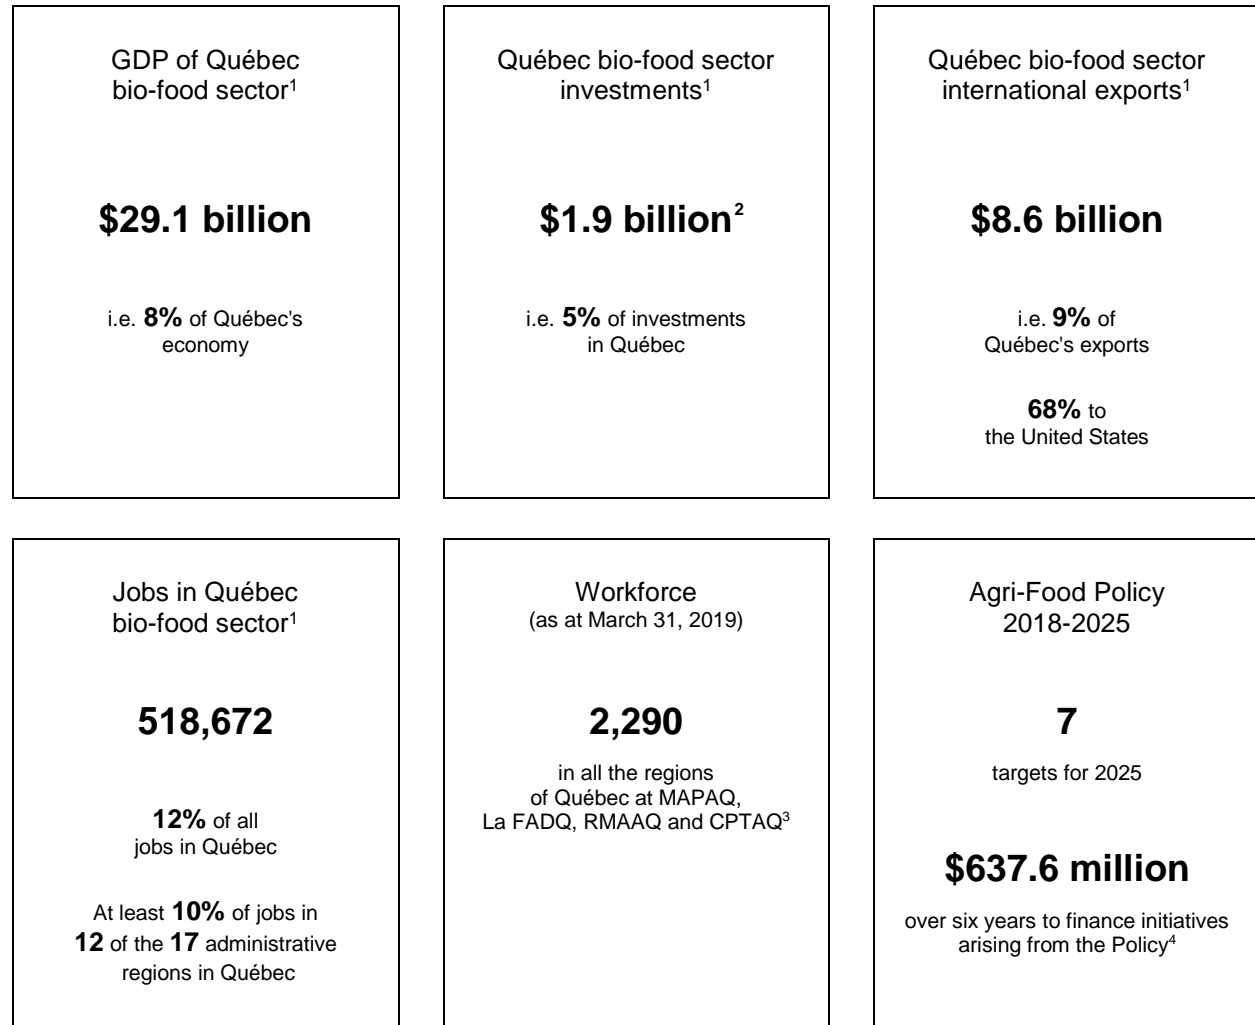 GDP of Québec
bio-food sector¹
$29.1 billion
i.e. 8% of Québec's
economy
Québec bio-food sector
investments¹
$1.9 billion²
i.e. 5% of investments
in Québec
Québec bio-food sector
international exports¹
$8.6 billion
i.e. 9% of
Québec's exports
68% to
the United States
Jobs in Québec
bio-food sector¹
518,672
12% of all
jobs in Québec
At least 10% of jobs in
12 of the 17 administrative
regions in Québec
Workforce
(as at March 31, 2019)
2,290
in all the regions
of Québec at MAPAQ,
La FADQ, RMAAQ and CPTAQ³
Agri-Food Policy
2018-2025
7
targets for 2025
$637.6 million
over six years to finance initiatives
arising from the Policy⁴